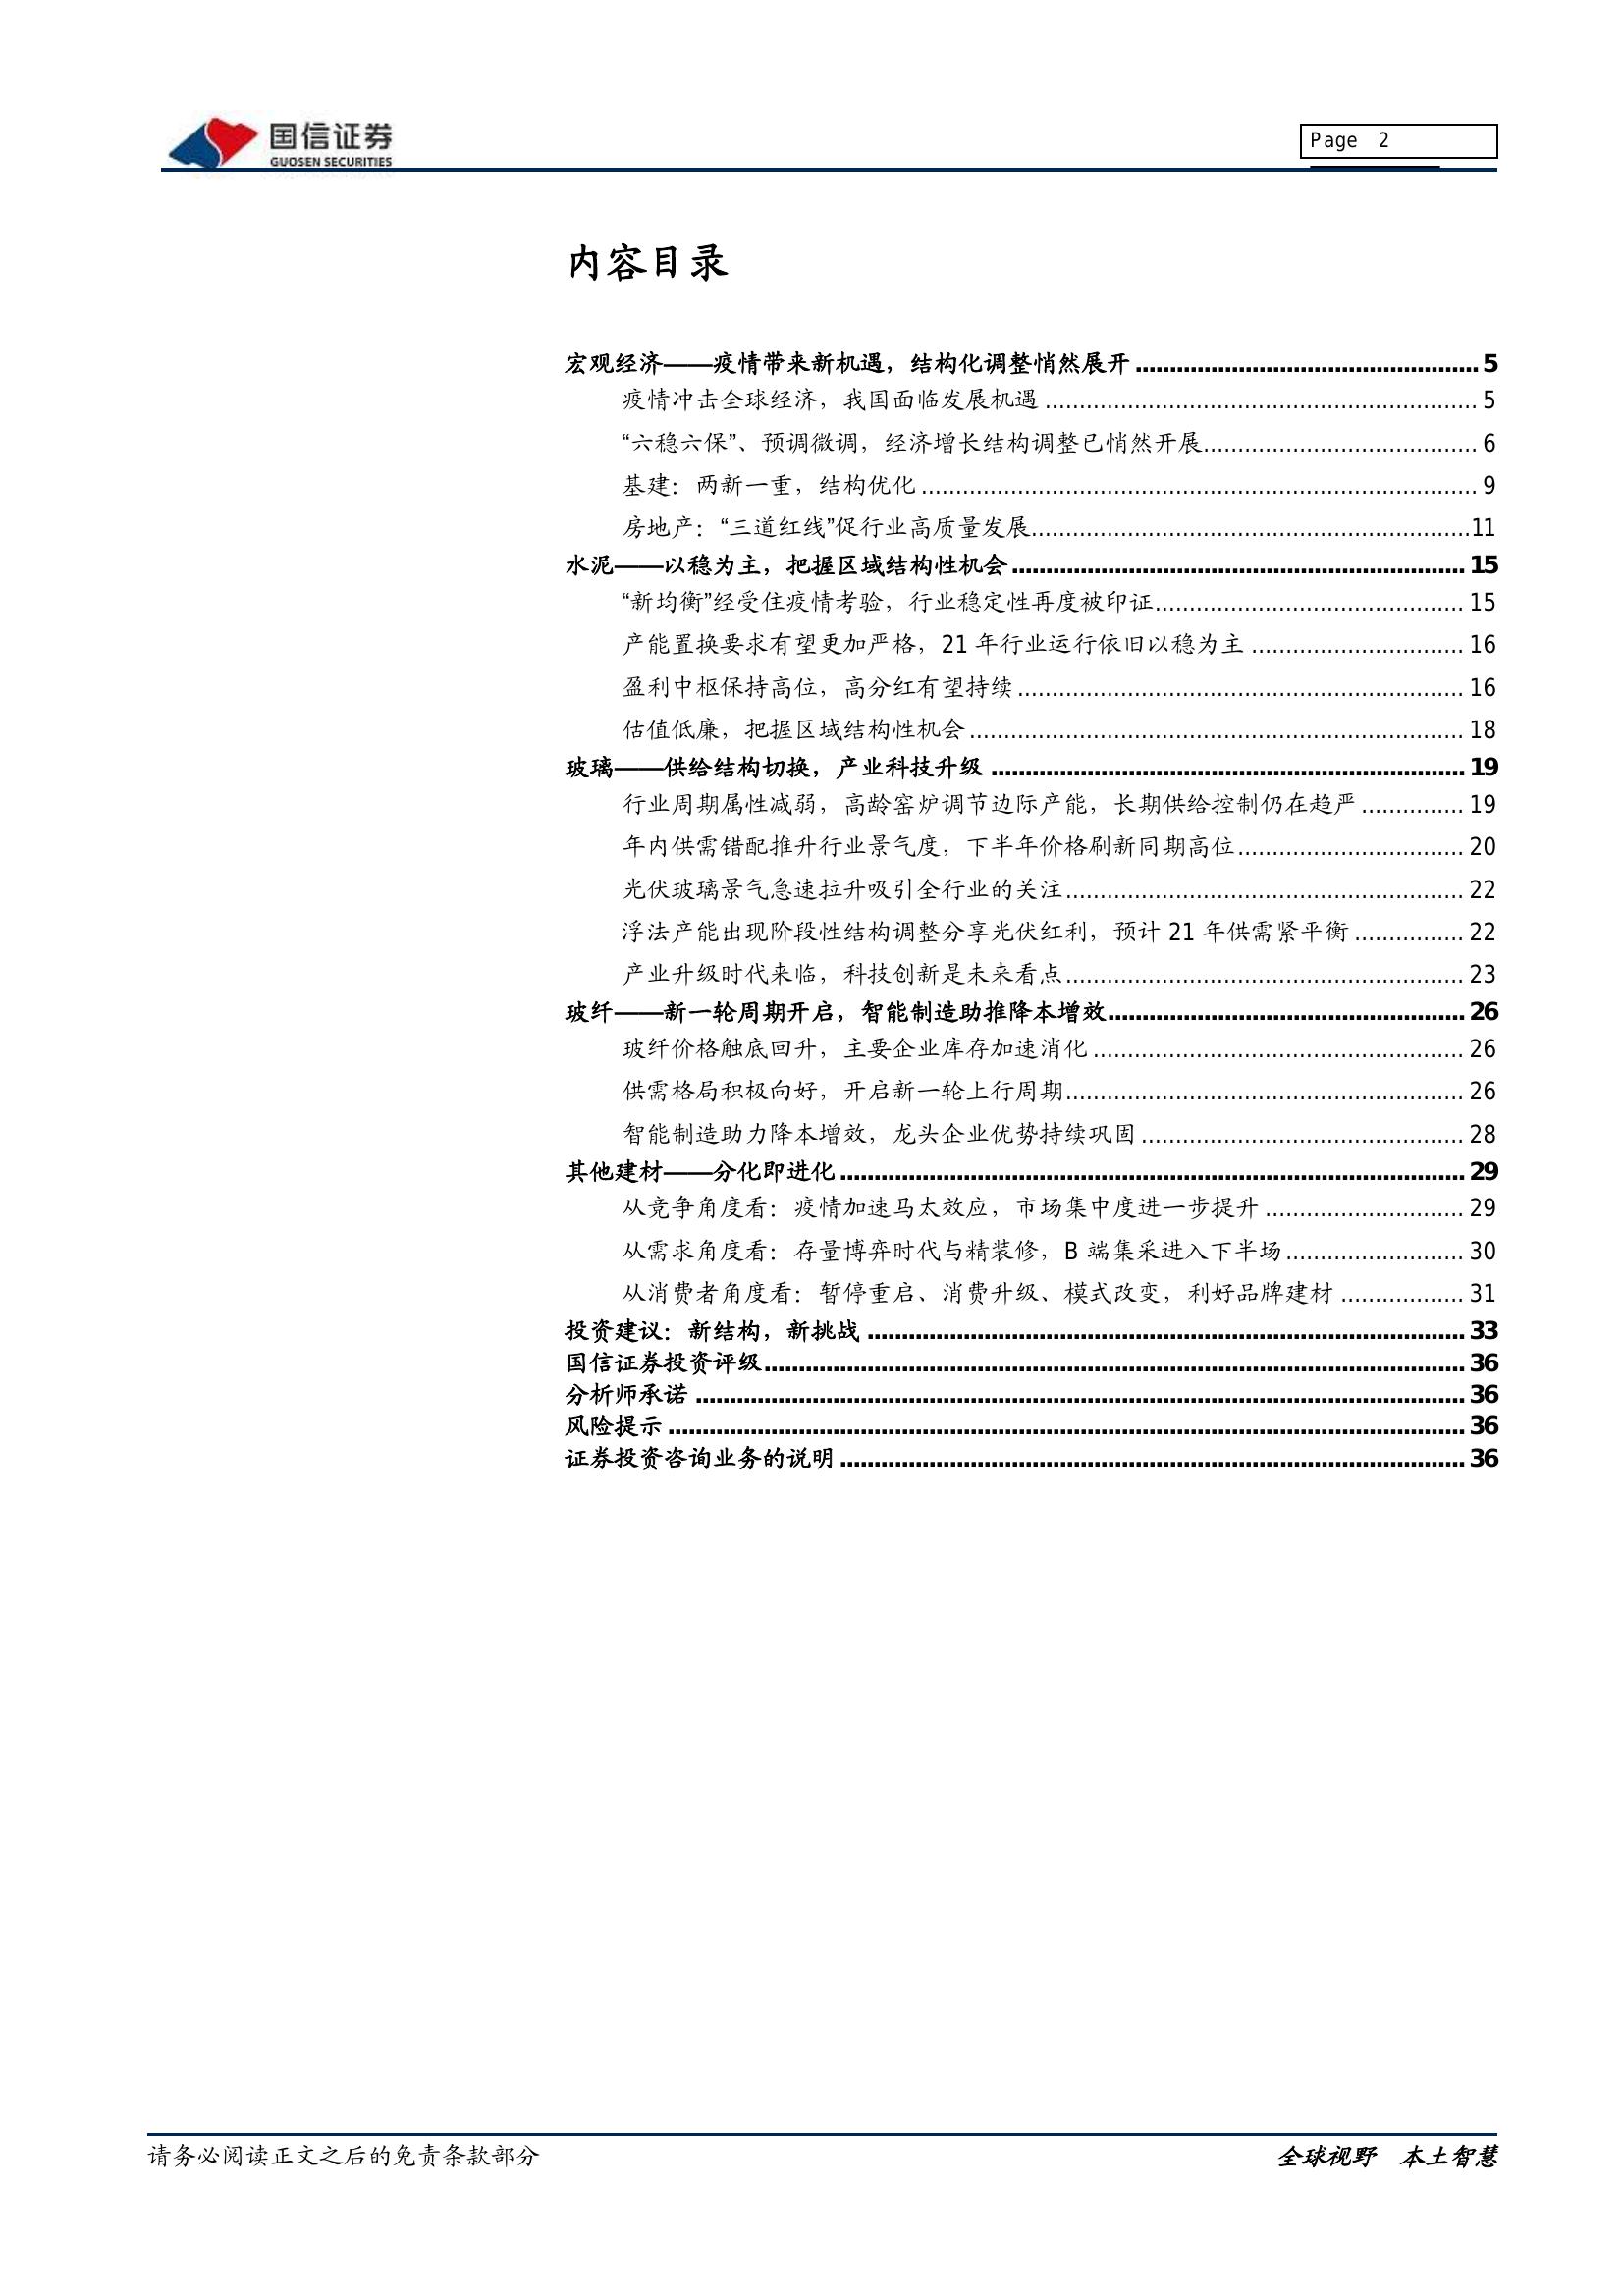 国信证券
GUOSEN SECURITIES
Page 2
内容目录
宏观经济——疫情带来新机遇，结构化调整悄然展开 ................................................. 5
疫情冲击全球经济，我国面临发展机遇 ............................................................... 5
“六稳六保”、预调微调，经济增长结构调整已悄然开展........................................ 6
基建：两新一重，结构优化 ................................................................................. 9
房地产：“三道红线”促行业高质量发展................................................................11
水泥——以稳为主，把握区域结构性机会 ................................................................. 15
“新均衡”经受住疫情考验，行业稳定性再度被印证............................................. 15
产能置换要求有望更加严格，21 年行业运行依旧以稳为主 ............................... 16
盈利中枢保持高位，高分红有望持续 ................................................................. 16
估值低廉，把握区域结构性机会 ........................................................................ 18
玻璃——供给结构切换，产业科技升级 .................................................................... 19
行业周期属性减弱，高龄窑炉调节边际产能，长期供给控制仍在趋严 ............... 19
年内供需错配推升行业景气度，下半年价格刷新同期高位................................. 20
光伏玻璃景气急速拉升吸引全行业的关注.......................................................... 22
浮法产能出现阶段性结构调整分享光伏红利，预计 21 年供需紧平衡 ................ 22
产业升级时代来临，科技创新是未来看点.......................................................... 23
玻纤——新一轮周期开启，智能制造助推降本增效................................................... 26
玻纤价格触底回升，主要企业库存加速消化 ...................................................... 26
供需格局积极向好，开启新一轮上行周期.......................................................... 26
智能制造助力降本增效，龙头企业优势持续巩固 ............................................... 28
其他建材——分化即进化 .......................................................................................... 29
从竞争角度看：疫情加速马太效应，市场集中度进一步提升 ............................. 29
从需求角度看：存量博弈时代与精装修，B 端集采进入下半场.......................... 30
从消费者角度看：暂停重启、消费升级、模式改变，利好品牌建材 .................. 31
投资建议：新结构，新挑战 ...................................................................................... 33
国信证券投资评级..................................................................................................... 36
分析师承诺 ............................................................................................................... 36
风险提示 ................................................................................................................... 36
证券投资咨询业务的说明 .......................................................................................... 36
请务必阅读正文之后的免责条款部分
全球视野 本土智慧